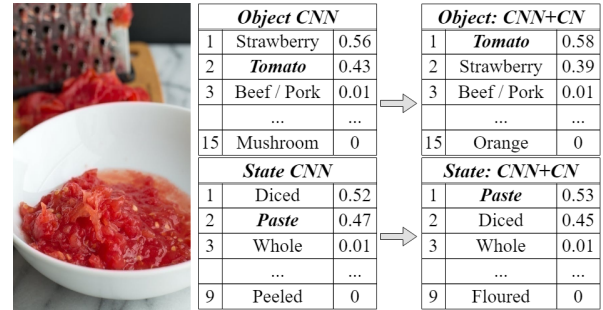 Object CNN
1 Strawberry 0.56
2 Tomato 0.43
3 Beef / Pork 0.01
... ...
15 Mushroom 0
Object: CNN+CN
1 Tomato 0.58
2 Strawberry 0.39
3 Beef / Pork 0.01
... ...
15 Orange 0
State CNN
1 Diced 0.52
2 Paste 0.47
3 Whole 0.01
... ...
9 Peeled 0
State: CNN+CN
1 Paste 0.53
2 Diced 0.45
3 Whole 0.01
... ...
9 Floured 0